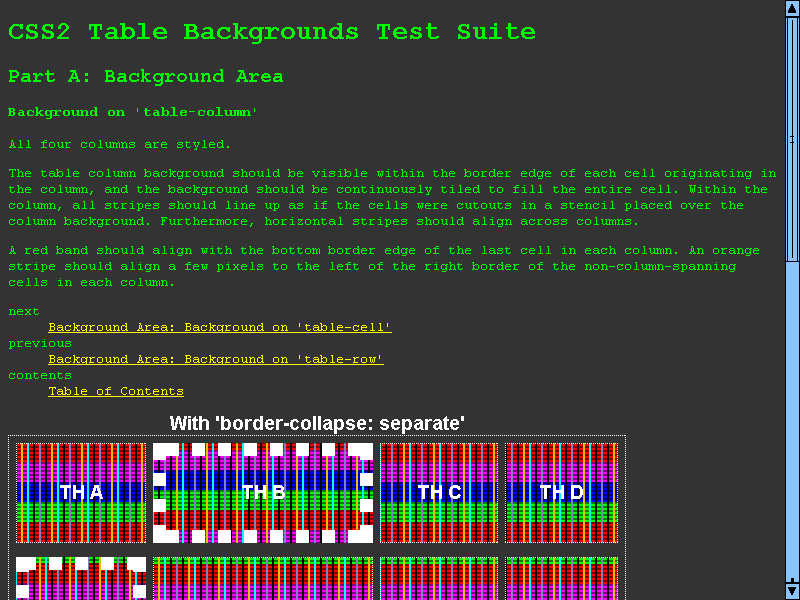 CSS2 Table Backgrounds Test Suite
Part A: Background Area
Background on 'table-column'
All four columns are styled.
The table column background should be visible within the border edge of each cell originating in
the column, and the background should be continuously tiled to fill the entire cell. Within the
column, all stripes should line up as if the cells were cutouts in a stencil placed over the
column background. Furthermore, horizontal stripes should align across columns.
A red band should align with the bottom border edge of the last cell in each column. An orange
stripe should align a few pixels to the left of the right border of the non-column-spanning
cells in each column.
next
Background Area: Background on 'table-cell'
previous
Background Area: Background on 'table-row'
contents
Table of Contents
With 'border-collapse: separate'
TH A TH B TH C TH D